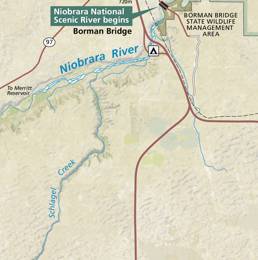 Niobrara National
Scenic River begins
Borman Bridge
BORMAN BRIDGE
STATE WILDLIFE
MANAGEMENT
AREA
97
Niobrara River
To Merritt
Reservoir
Schlagel Creek